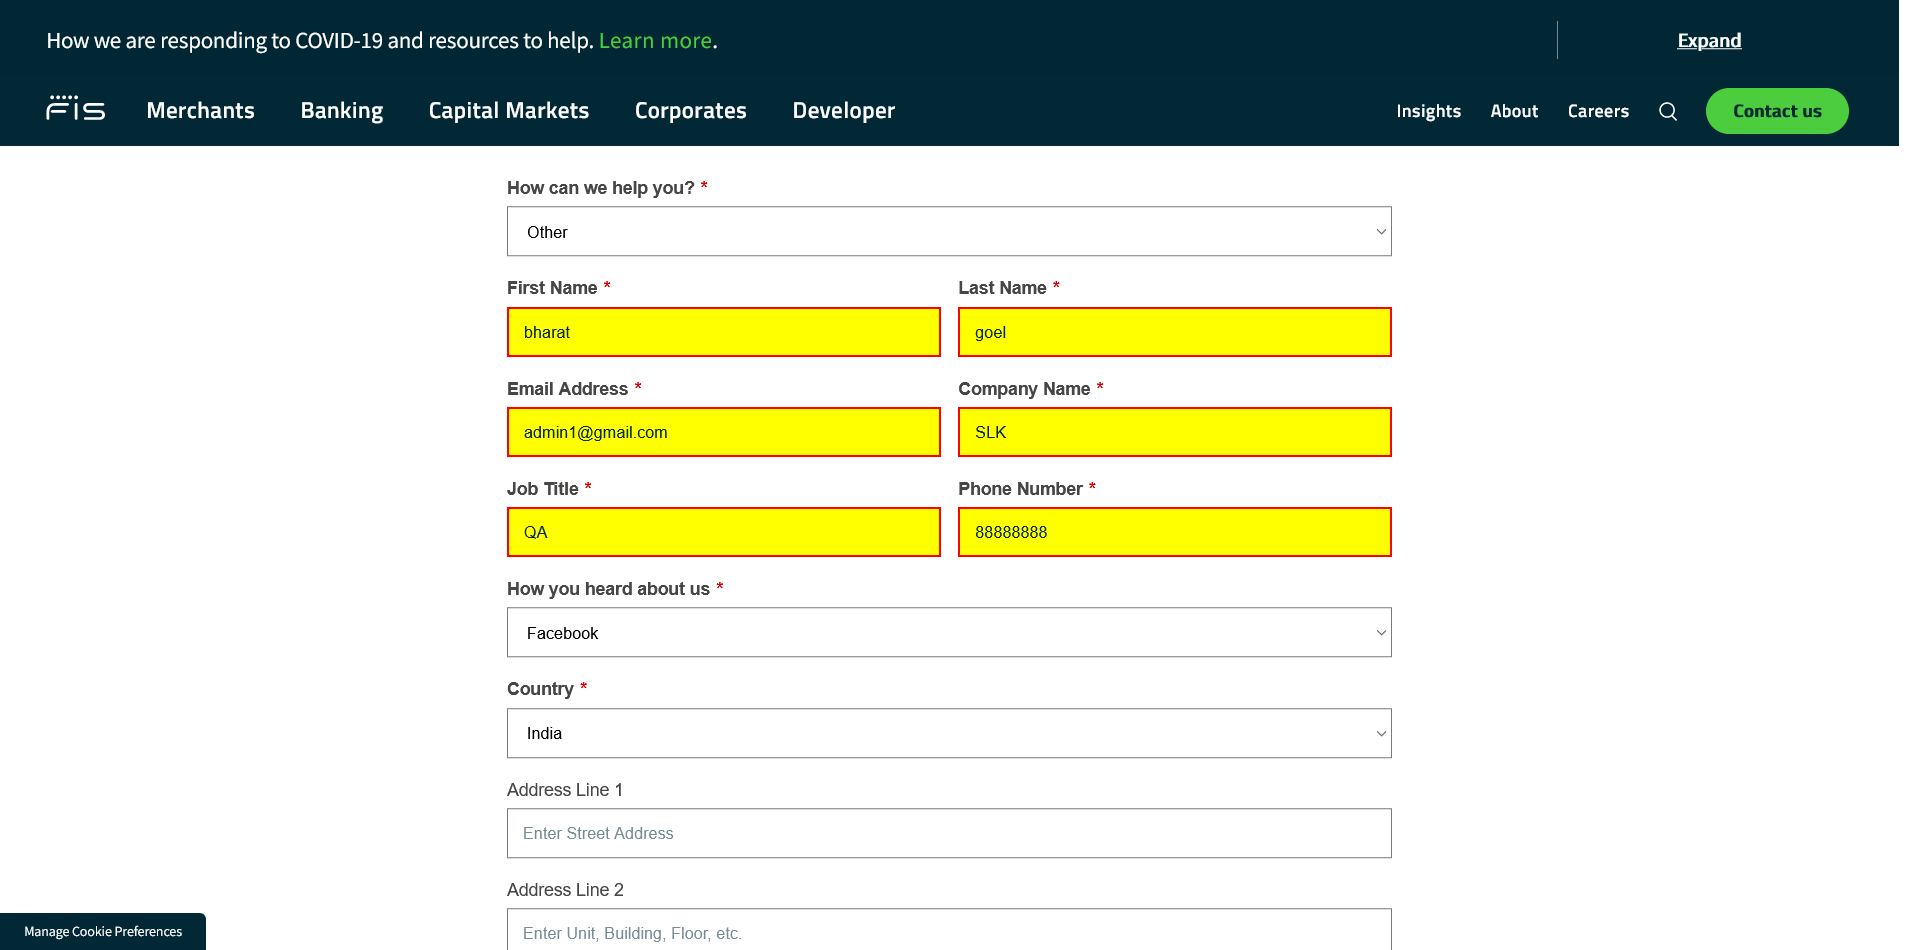 How we are responding to COVID-19 and resources to help. Learn more.
Expand
FIS Merchants Banking Capital Markets Corporates Developer
Insights About Careers Contact us
How can we help you? *
Other
First Name * Last Name *
bharat goel
Email Address * Company Name *
admin1@gmail.com SLK
Job Title * Phone Number *
QA 88888888
How you heard about us *
Facebook
Country *
India
Address Line 1
Enter Street Address
Address Line 2
Enter Unit, Building, Floor, etc.
Manage Cookie Preferences